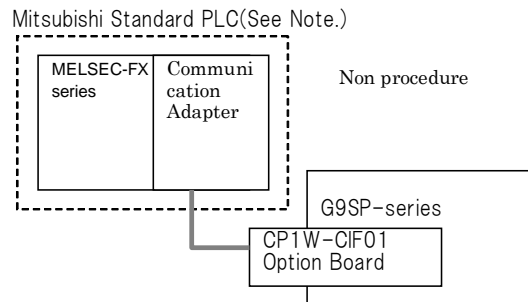 Mitsubishi Standard PLC(See Note.)
MELSEC-FX
series
Communi
cation
Adapter
Non procedure
G9SP-series
CP1W-CIF01
Option Board